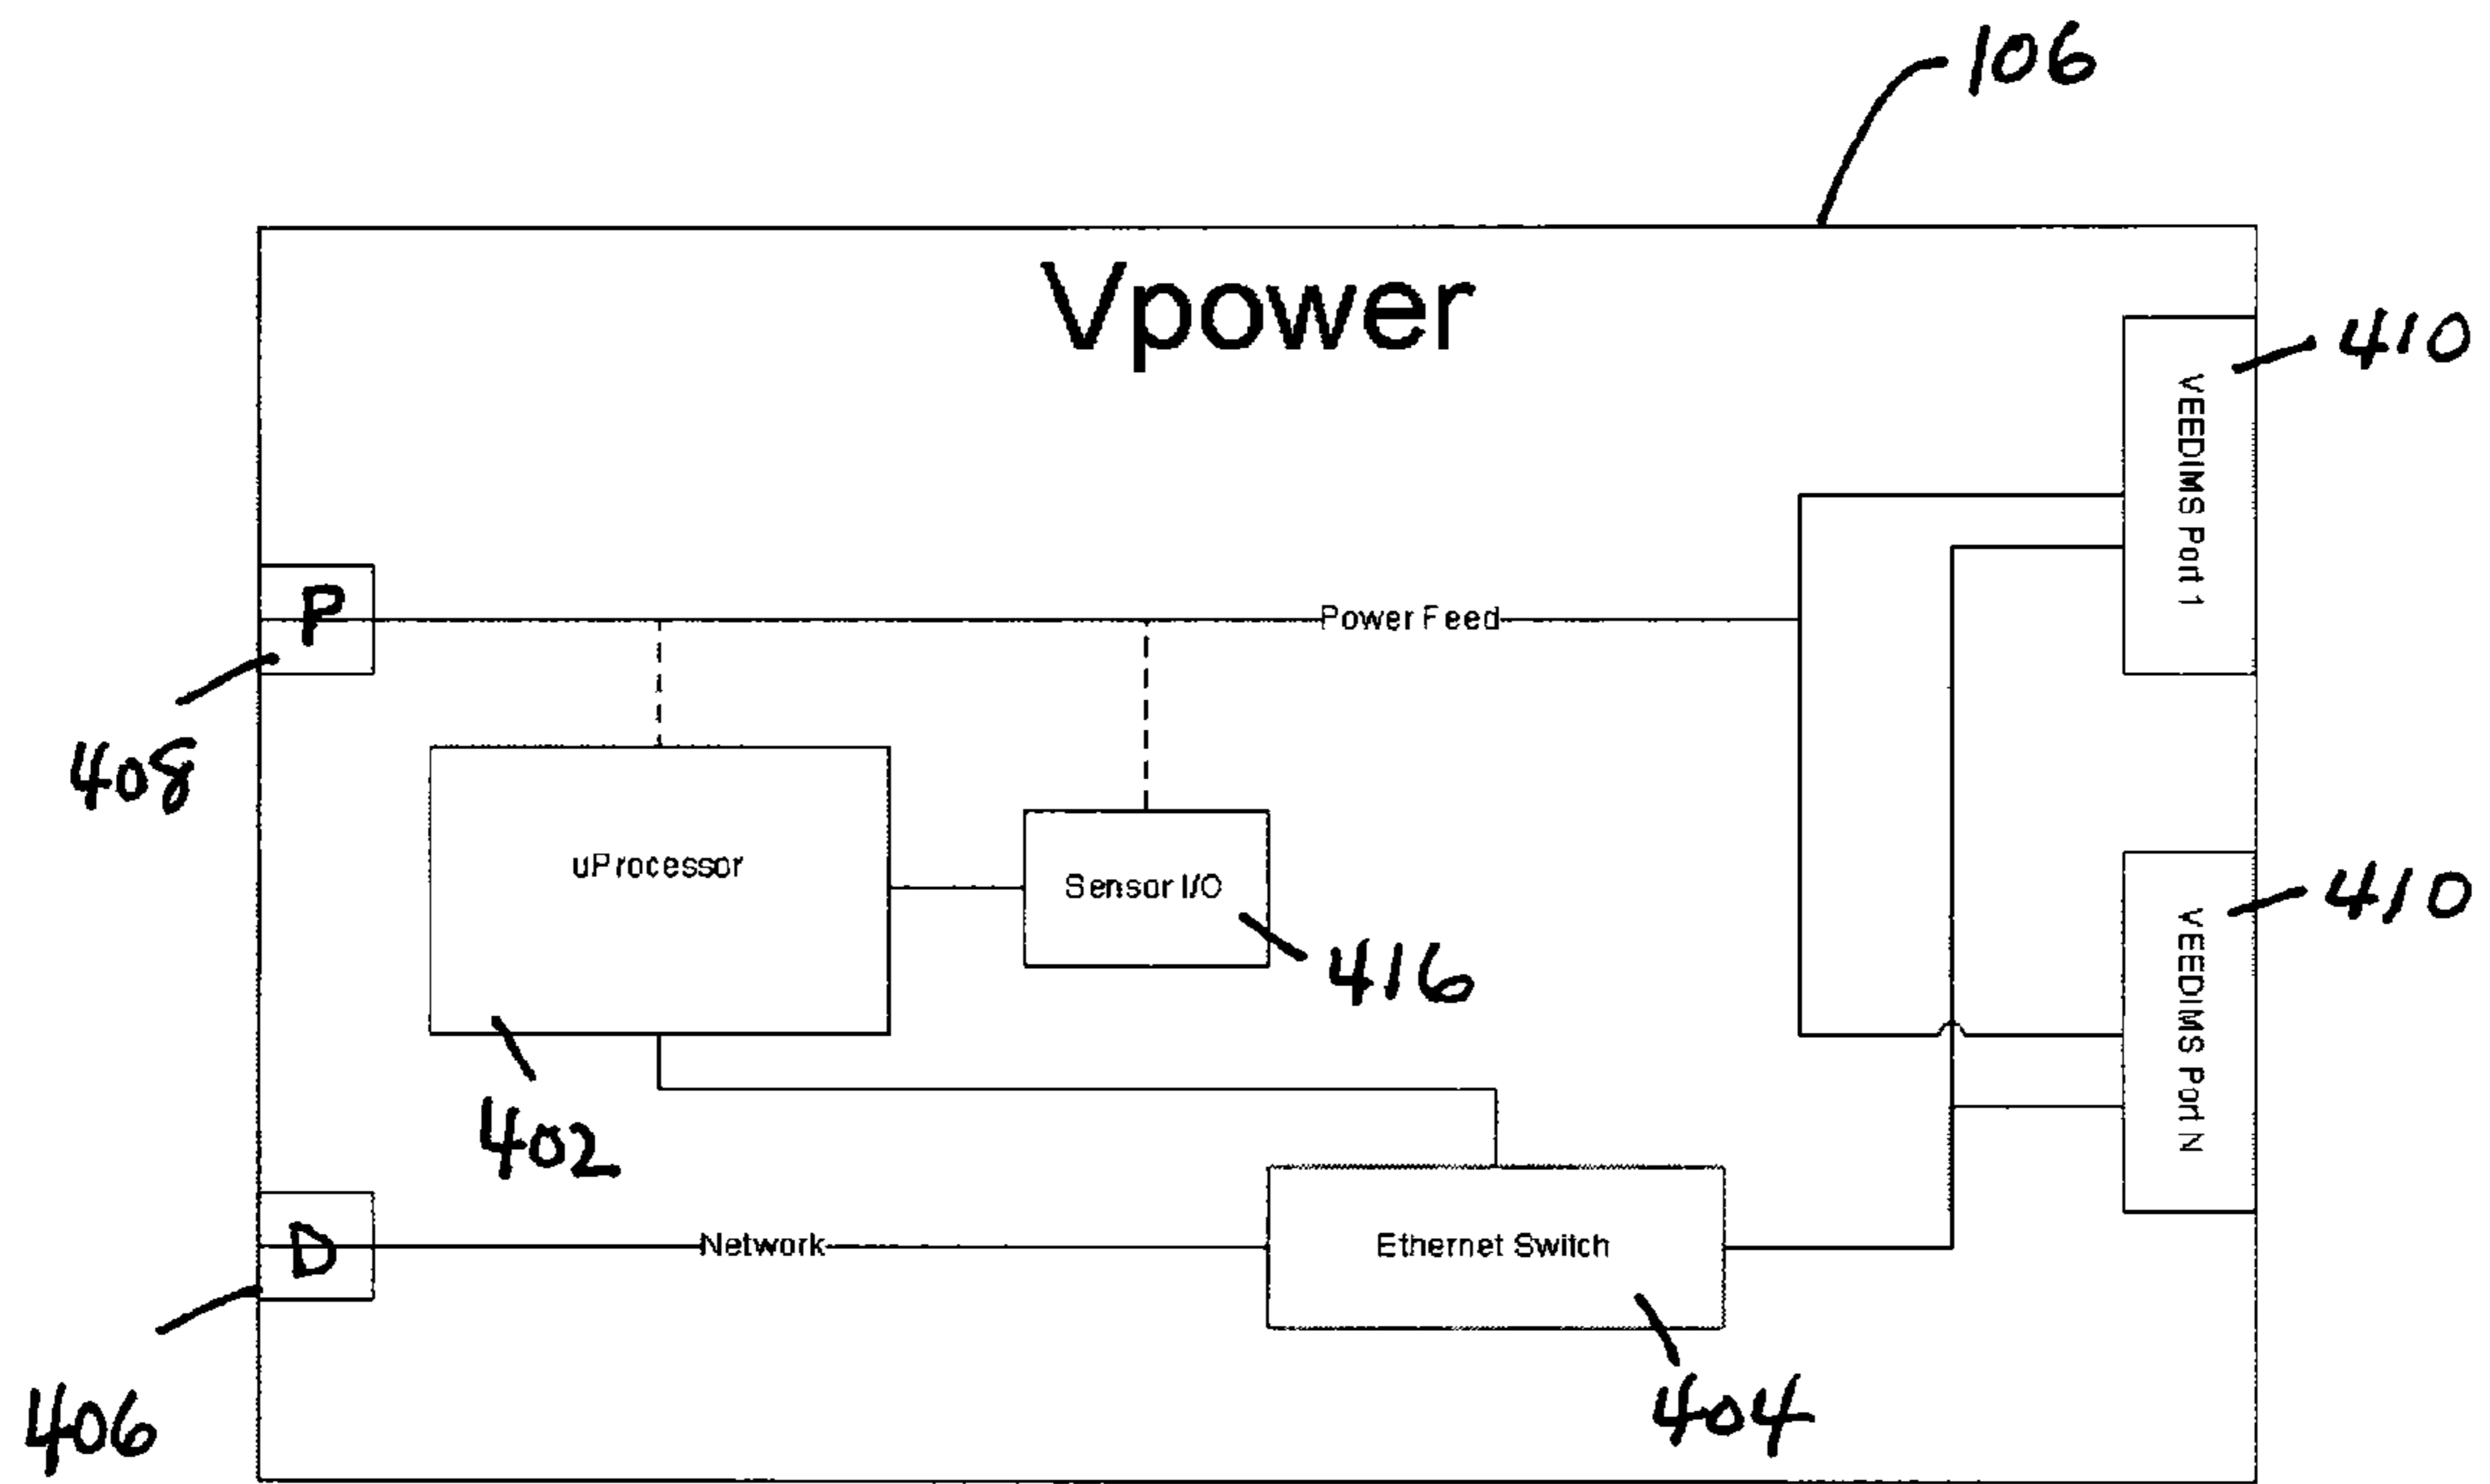 106
Vpower
410
VEEDIMS Port 1
P
Power Feed
408
uProcessor
Sensor I/O
410
VEEDIMS Port N
416
402
D
Network
Ethernet Switch
406
404